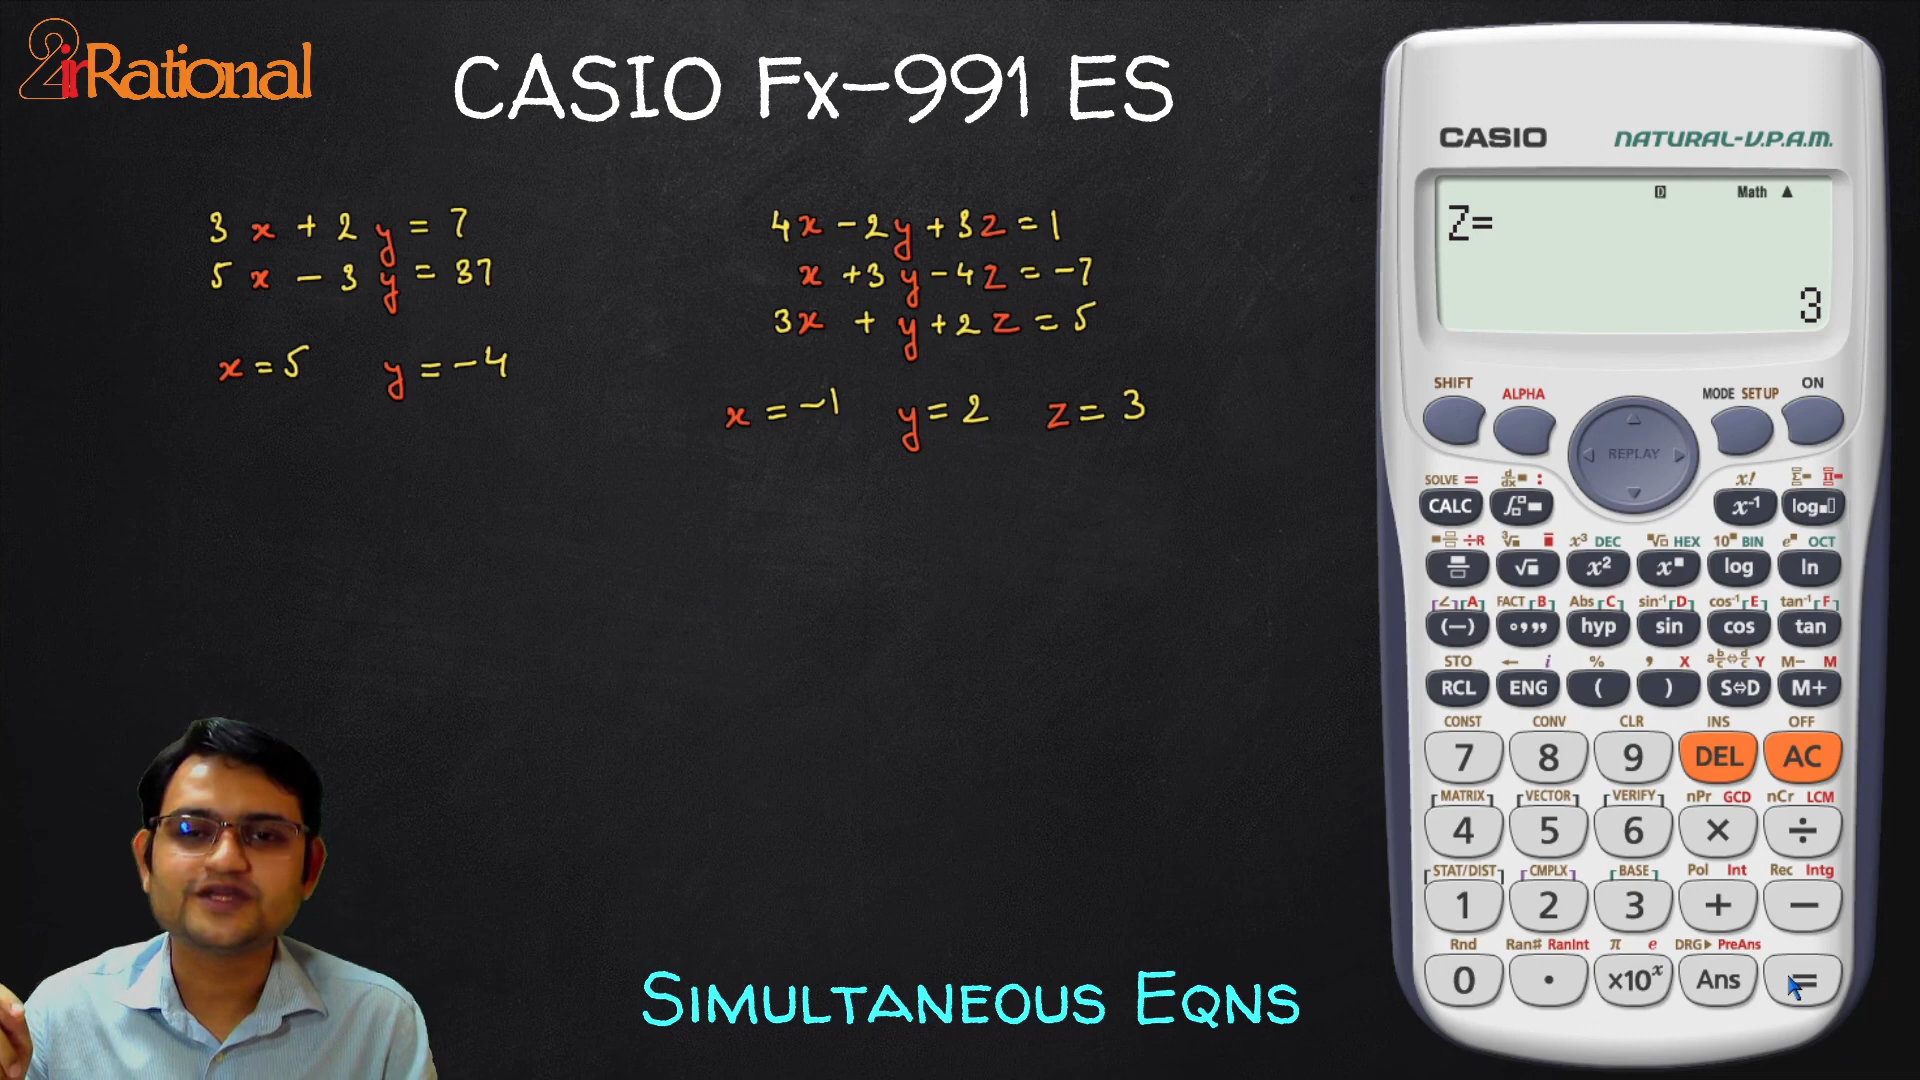 2irRational
CASIO Fx-991 ES
3x + 2y = 7
5x - 3y = 37
x = 5 y = -4
4x - 2y + 3z = 1
x + 3y - 4z = -7
3x + y + 2z = 5
x = -1 y = 2 z = 3
SIMULTANEOUS EQNS
CASIO NATURAL-V.P.A.M.
D Math ▲
Z=
3
SHIFT ALPHA MODE SETUP ON
REPLAY
SOLVE = d/dx :  x! Σ Π
CALC ∫ x⁻¹ log
÷R ³√ x³ DEC √ HEX 10 BIN e OCT
√ x² x log ln
∠ A FACT B Abs C sin⁻¹ D cos⁻¹ E tan⁻¹ F
(−) °,,, hyp sin cos tan
STO ← i % , X a b/c⇔d/c Y M− M
RCL ENG ( ) S⇔D M+
CONST CONV CLR INS OFF
7 8 9 DEL AC
MATRIX VECTOR VERIFY nPr GCD nCr LCM
4 5 6 × ÷
STAT/DIST CMPLX BASE Pol Int Rec Intg
1 2 3 + −
Rnd Ran# RanInt π e DRG▶ PreAns
0 . ×10ˣ Ans =